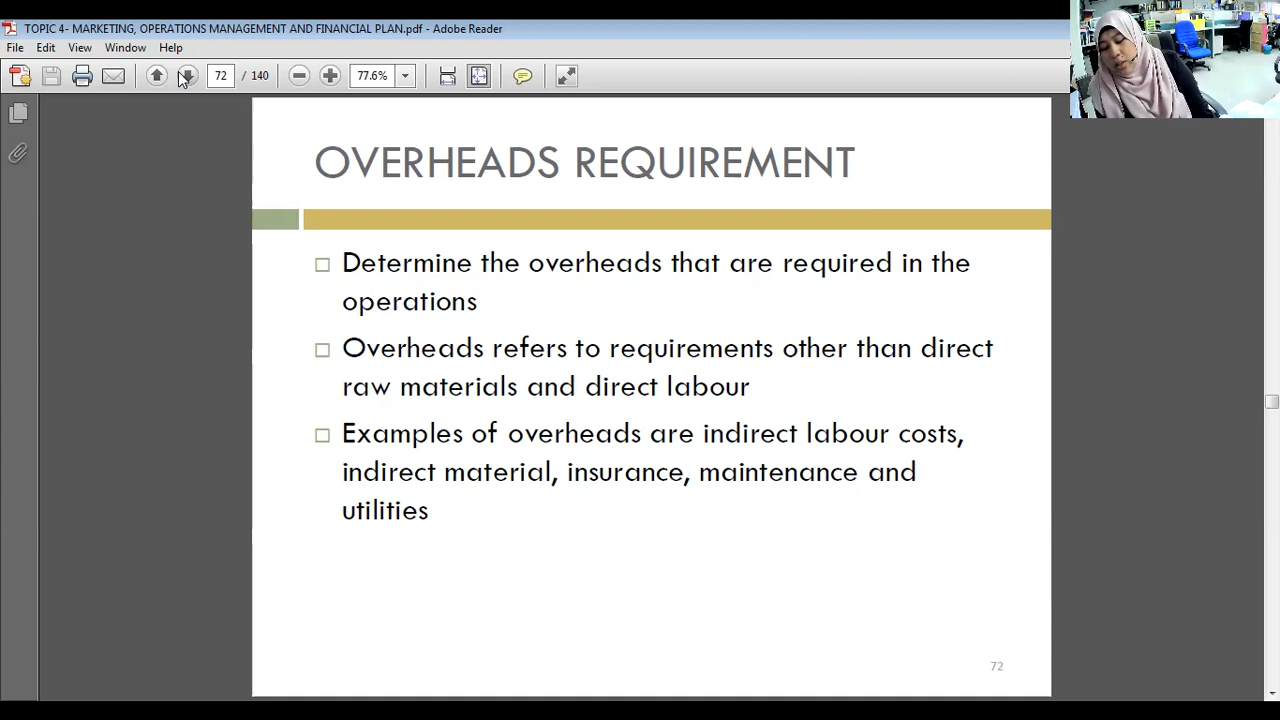 TOPIC 4- MARKETING, OPERATIONS MANAGEMENT AND FINANCIAL PLAN.pdf - Adobe Reader
File Edit View Window Help
72 / 140 77.6%
OVERHEADS REQUIREMENT
Determine the overheads that are required in the
operations
Overheads refers to requirements other than direct
raw materials and direct labour
Examples of overheads are indirect labour costs,
indirect material, insurance, maintenance and
utilities
72